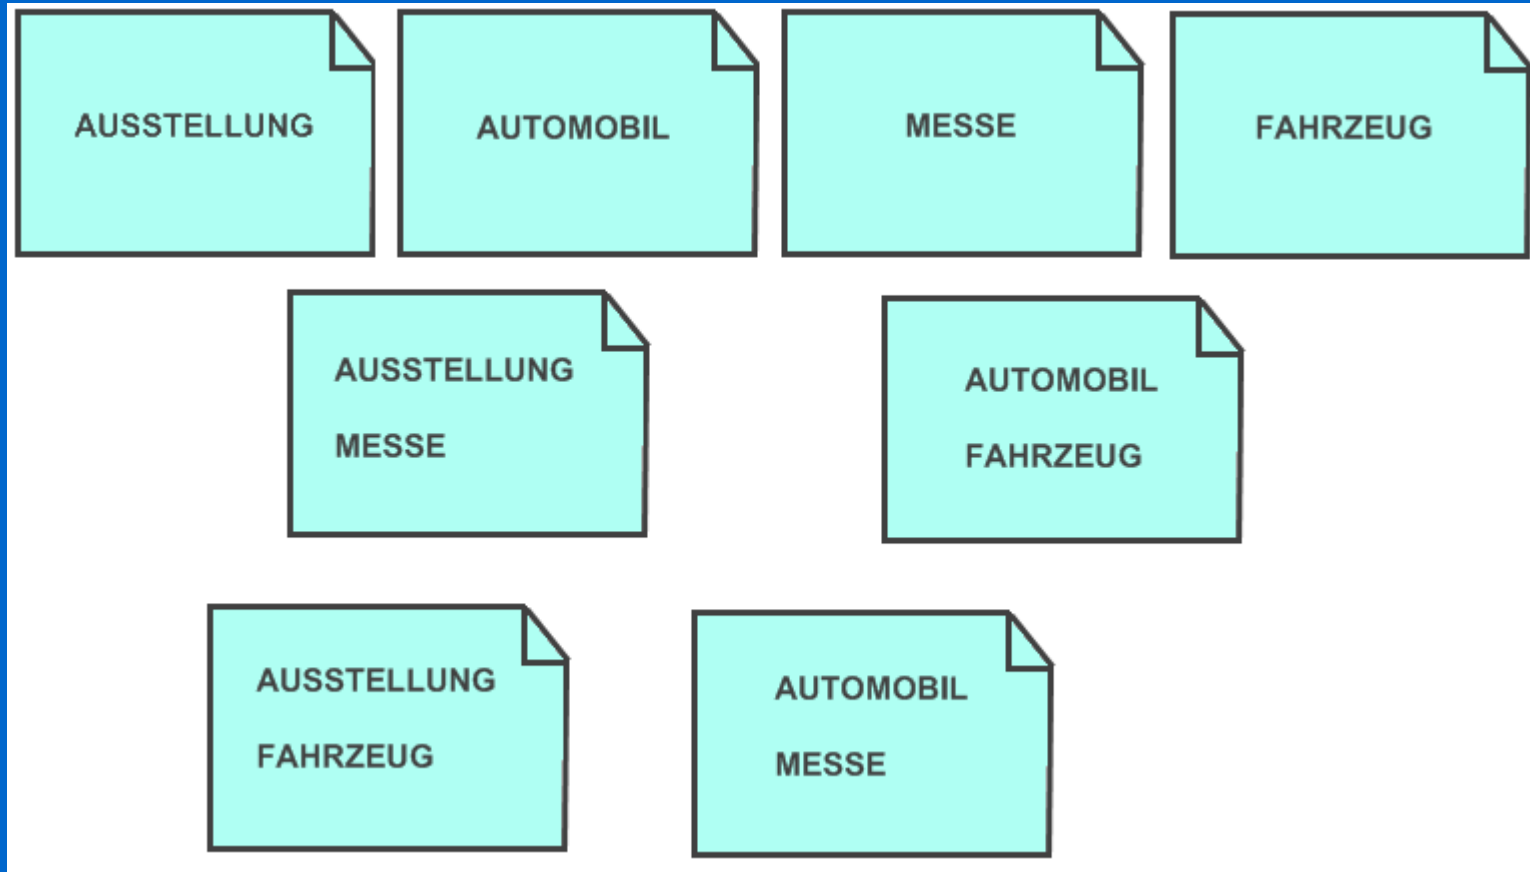 AUSSTELLUNG
AUTOMOBIL
MESSE
FAHRZEUG
AUSSTELLUNG
MESSE
AUTOMOBIL
FAHRZEUG
AUSSTELLUNG
FAHRZEUG
AUTOMOBIL
MESSE